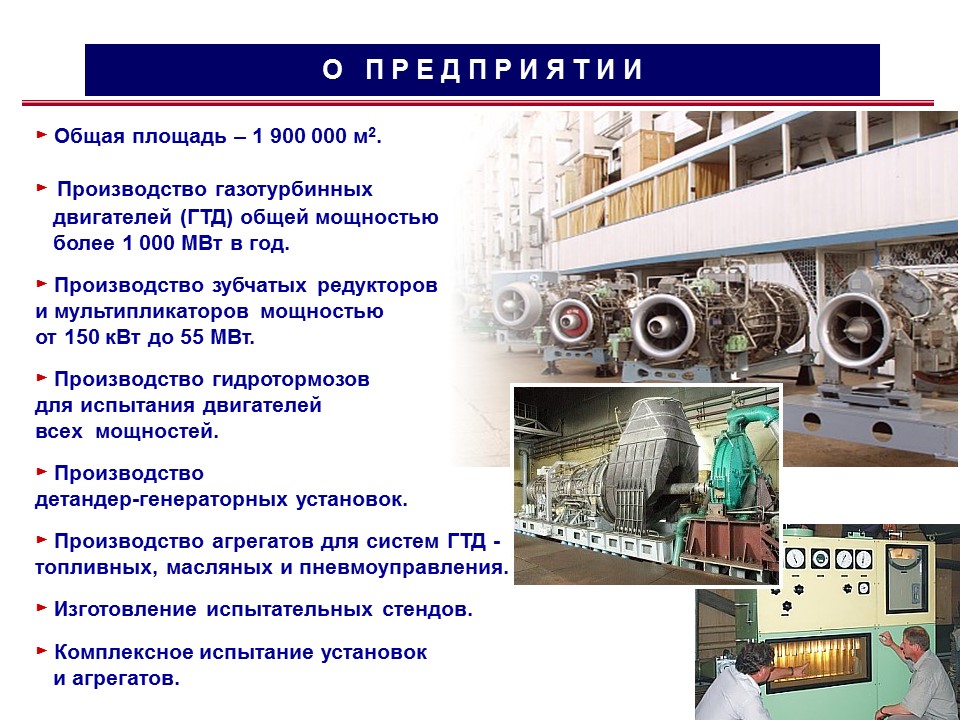 О ПРЕДПРИЯТИИ
► Общая площадь – 1 900 000 м².
► Производство газотурбинных
двигателей (ГТД) общей мощностью
более 1 000 МВт в год.
► Производство зубчатых редукторов
и мультипликаторов мощностью
от 150 кВт до 55 МВт.
► Производство гидротормозов
для испытания двигателей
всех мощностей.
► Производство
детандер-генераторных установок.
► Производство агрегатов для систем ГТД -
топливных, масляных и пневмоуправления.
► Изготовление испытательных стендов.
► Комплексное испытание установок
и агрегатов.